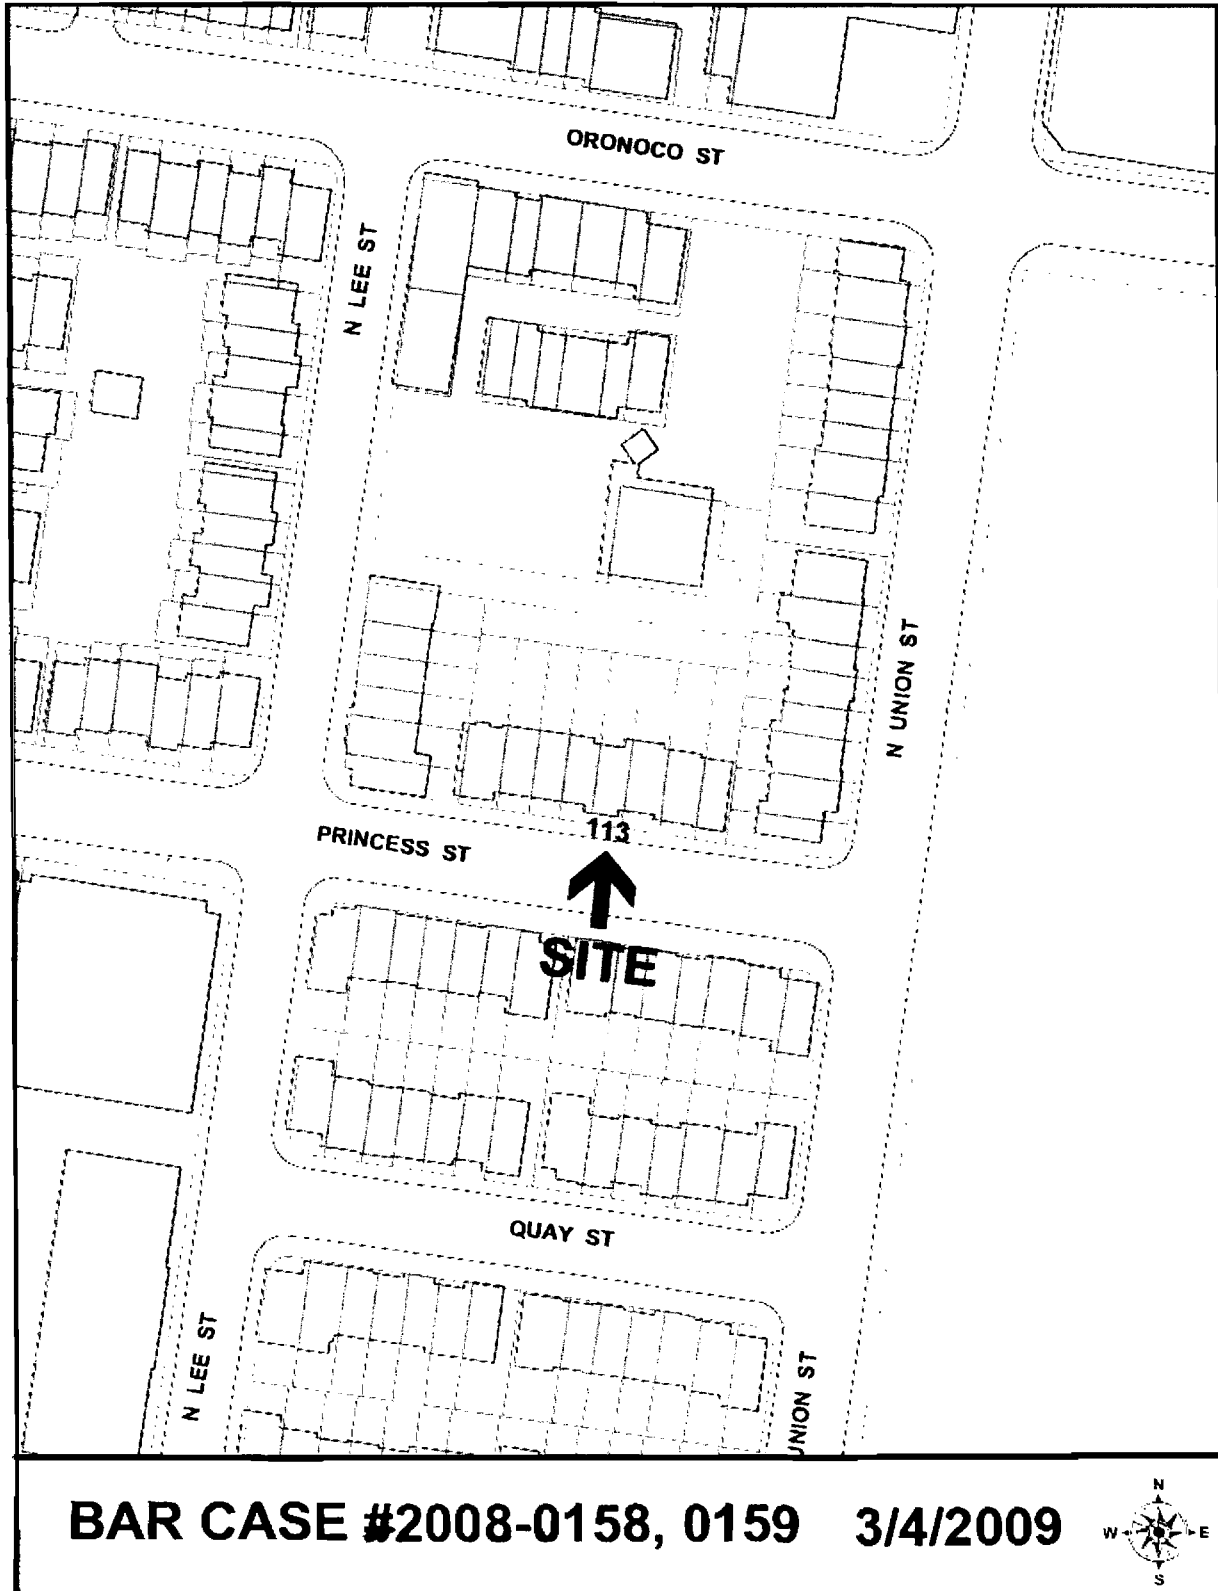 ORONOCO ST
N LEE ST
N UNION ST
113
PRINCESS ST
SITE
QUAY ST
N LEE ST
UNION ST
BAR CASE #2008-0158, 0159 3/4/2009
N
W E
S